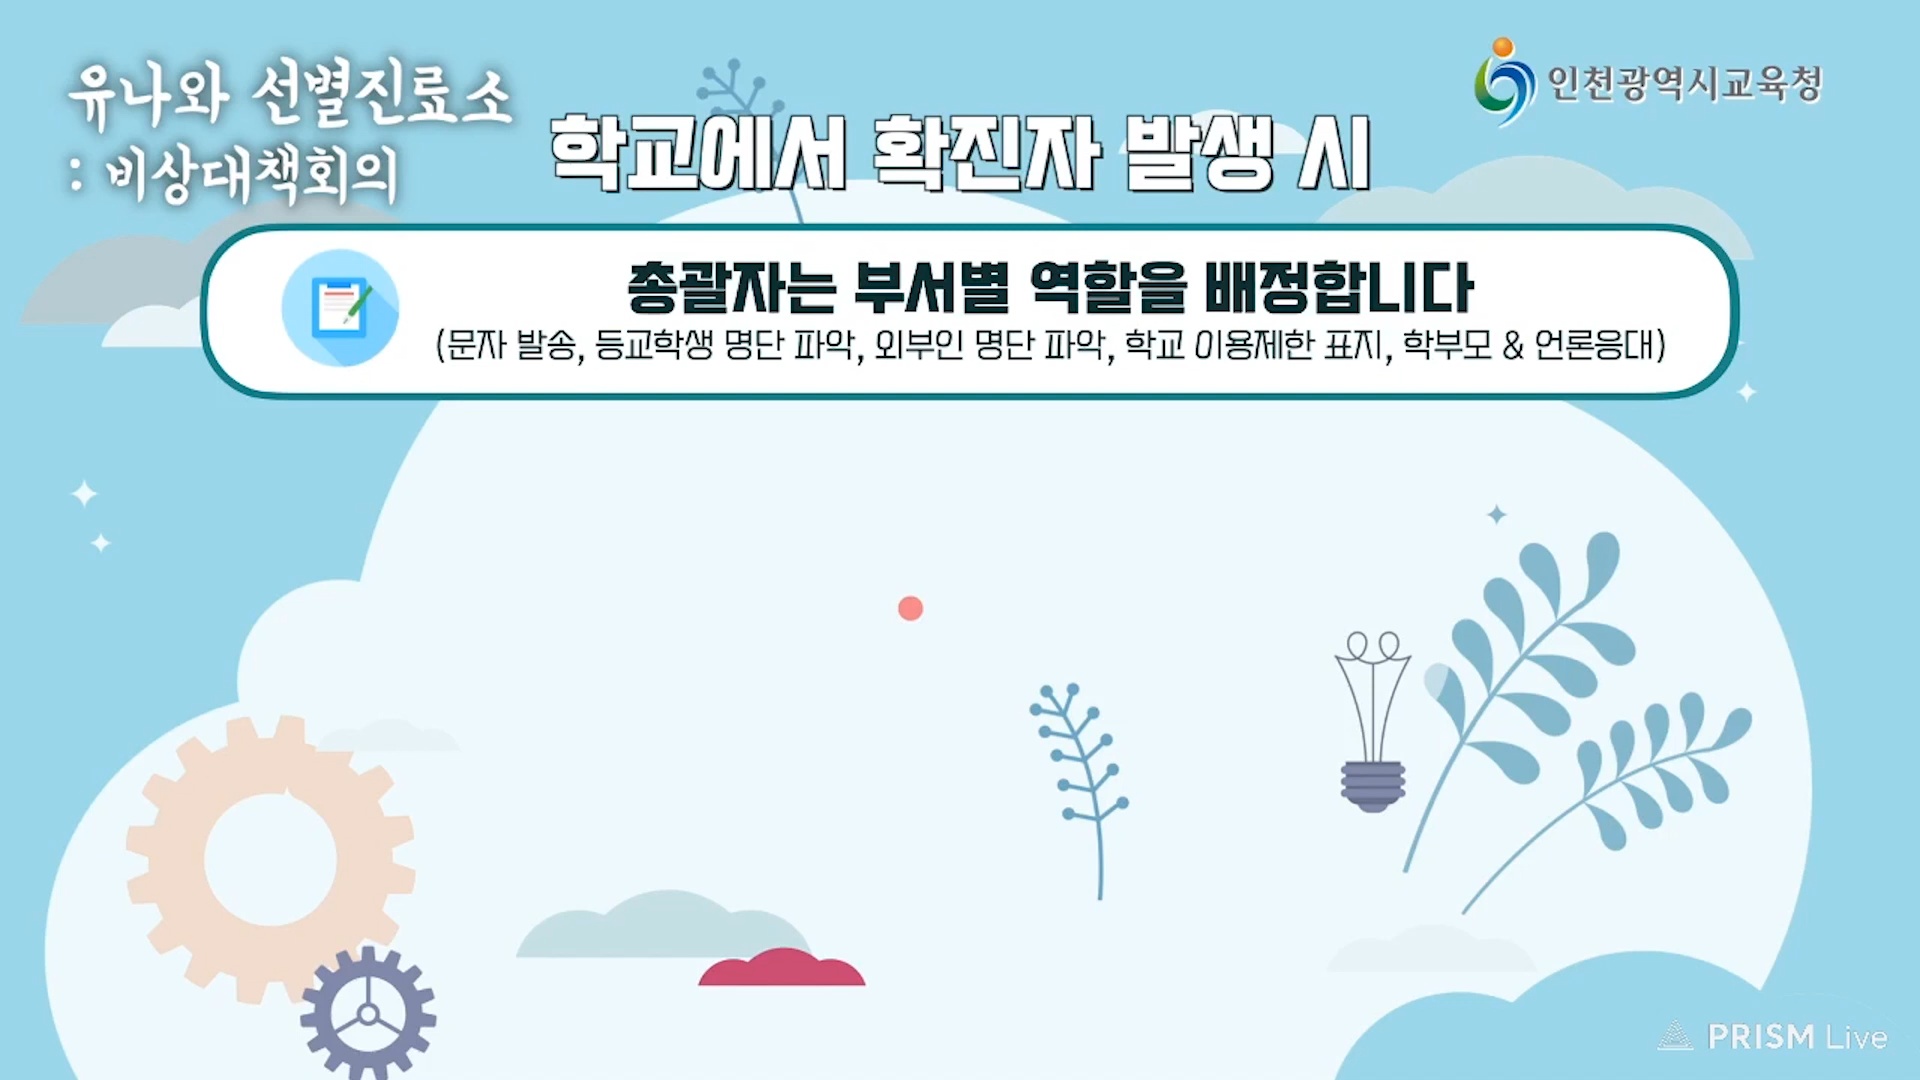 유나와 선별진료소
: 비상대책회의
인천광역시교육청
학교에서 확진자 발생 시
총괄자는 부서별 역할을 배정합니다
(문자 발송, 등교학생 명단 파악, 외부인 명단 파악, 학교 이용제한 표지, 학부모 & 언론응대)
PRISM Live